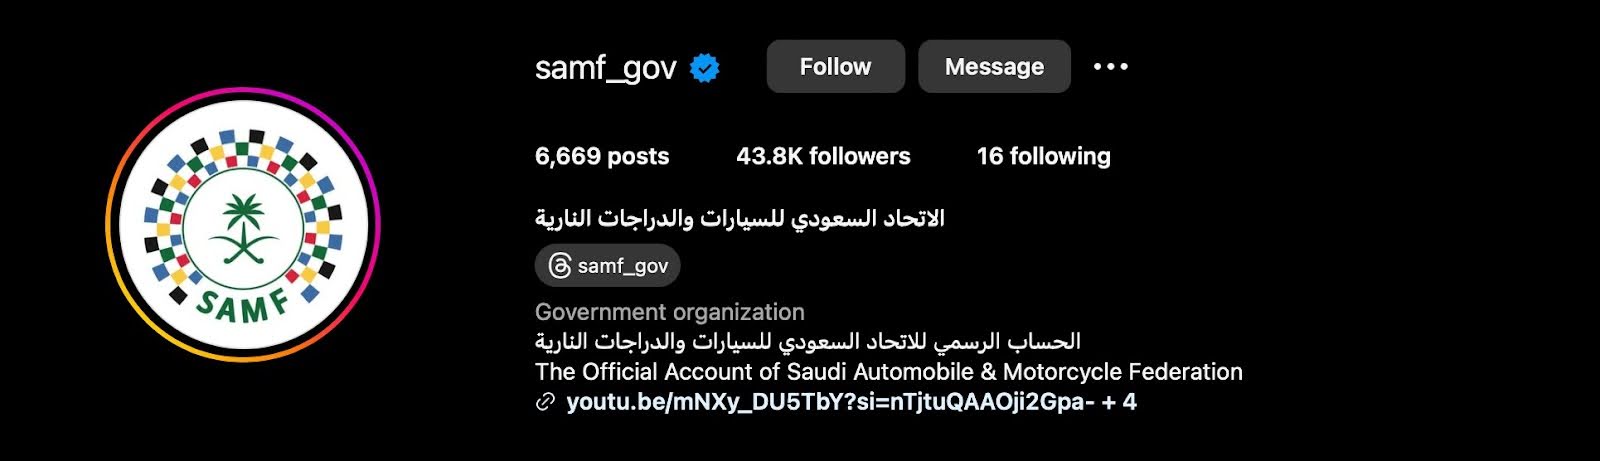 samf_gov Follow Message
6,669 posts 43.8K followers 16 following
الاتحاد السعودي للسيارات والدراجات النارية
samf_gov
Government organization
الحساب الرسمي للاتحاد السعودي للسيارات والدراجات النارية
The Official Account of Saudi Automobile & Motorcycle Federation
youtu.be/mNXy_DU5TbY?si=nTjtuQAAOji2Gpa- + 4
SAMF